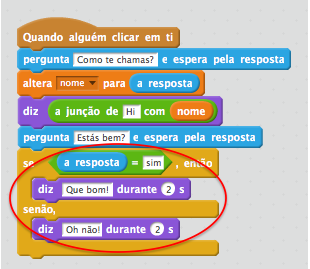 Quando alguém clicar em ti
pergunta Como te chamas? e espera pela resposta
altera nome para a resposta
diz a junção de Hi com nome
pergunta Estás bem? e espera pela resposta
se a resposta = sim , então
diz Que bom! durante 2 s
senão,
diz Oh não! durante 2 s